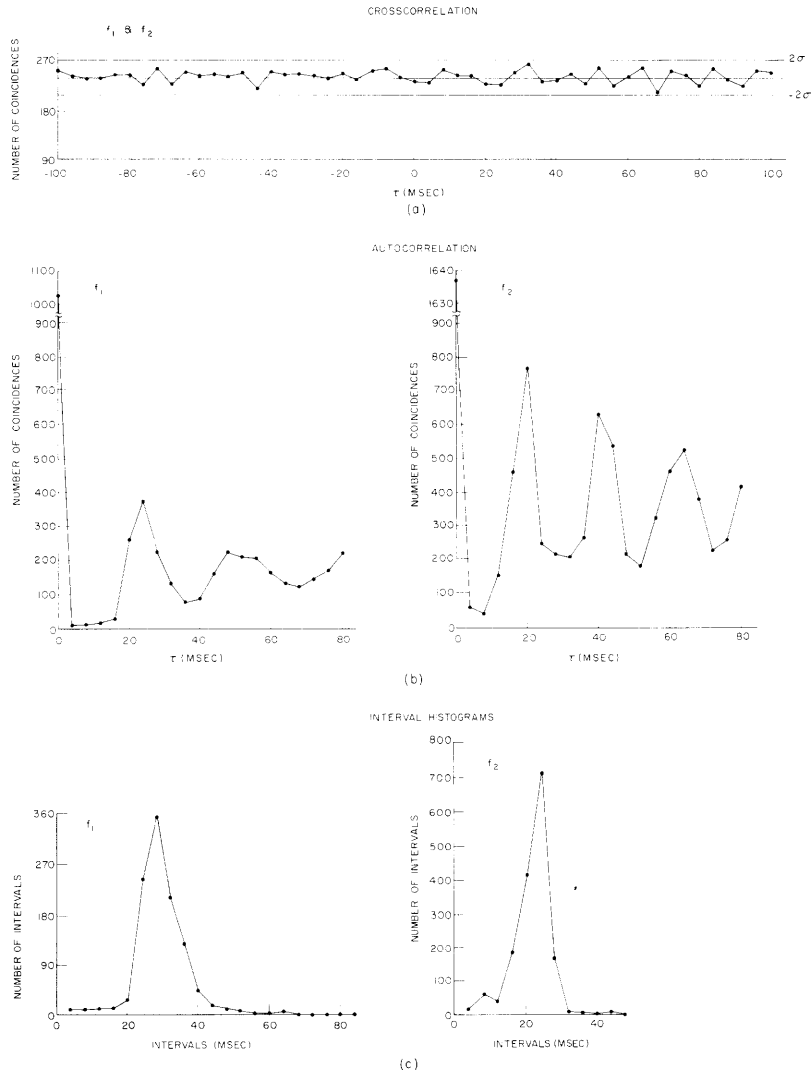 CROSSCORRELATION
f1 & f2
NUMBER OF COINCIDENCES
270
180
90
2σ
-2σ
-100 -80 -60 -40 -20 0 20 40 60 80 100
τ (MSEC)
(a)
AUTOCORRELATION
f1
NUMBER OF COINCIDENCES
1100
1000
900
800
700
600
500
400
300
200
100
0
0 20 40 60 80
τ (MSEC)
f2
NUMBER OF COINCIDENCES
1640
1630
900
800
700
600
500
400
300
200
100
0
0 20 40 60 80
τ (MSEC)
(b)
INTERVAL HISTOGRAMS
f1
NUMBER OF INTERVALS
360
270
180
90
0
0 20 40 60 80
INTERVALS (MSEC)
f2
NUMBER OF INTERVALS
800
700
600
500
400
300
200
100
0
0 20 40
INTERVALS (MSEC)
(c)